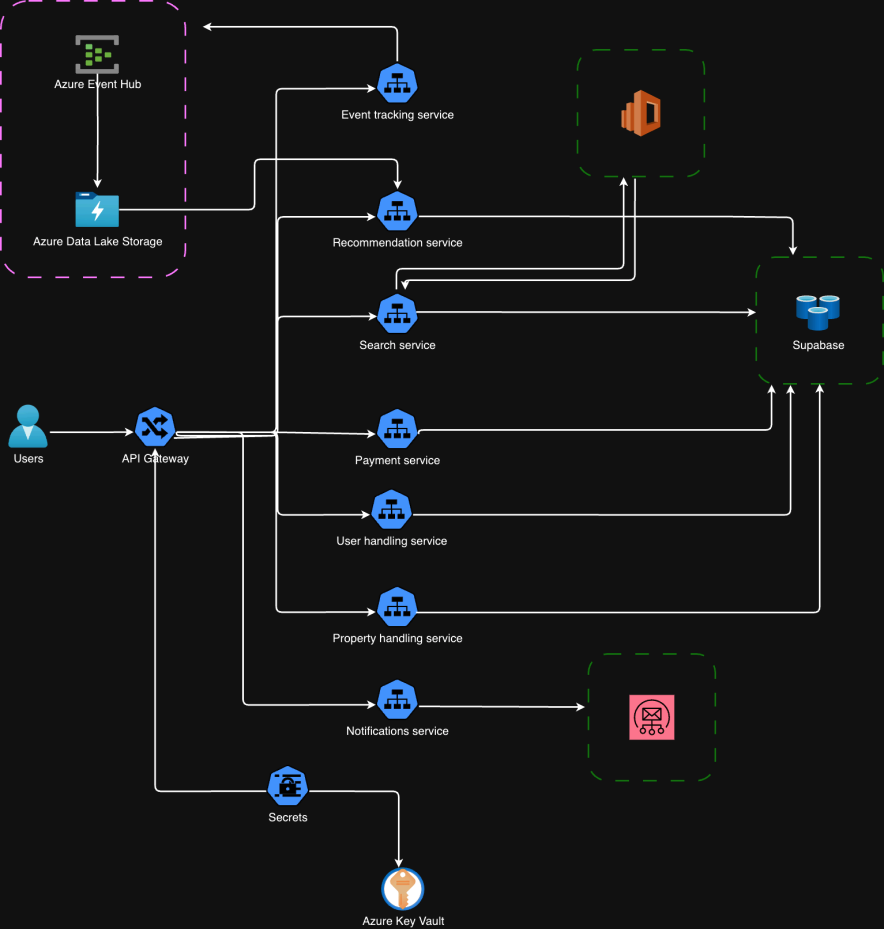 Azure Event Hub
Event tracking service
Azure Data Lake Storage
Recommendation service
Search service
Supabase
Users
API Gateway
Payment service
User handling service
Property handling service
Notifications service
Secrets
Azure Key Vault